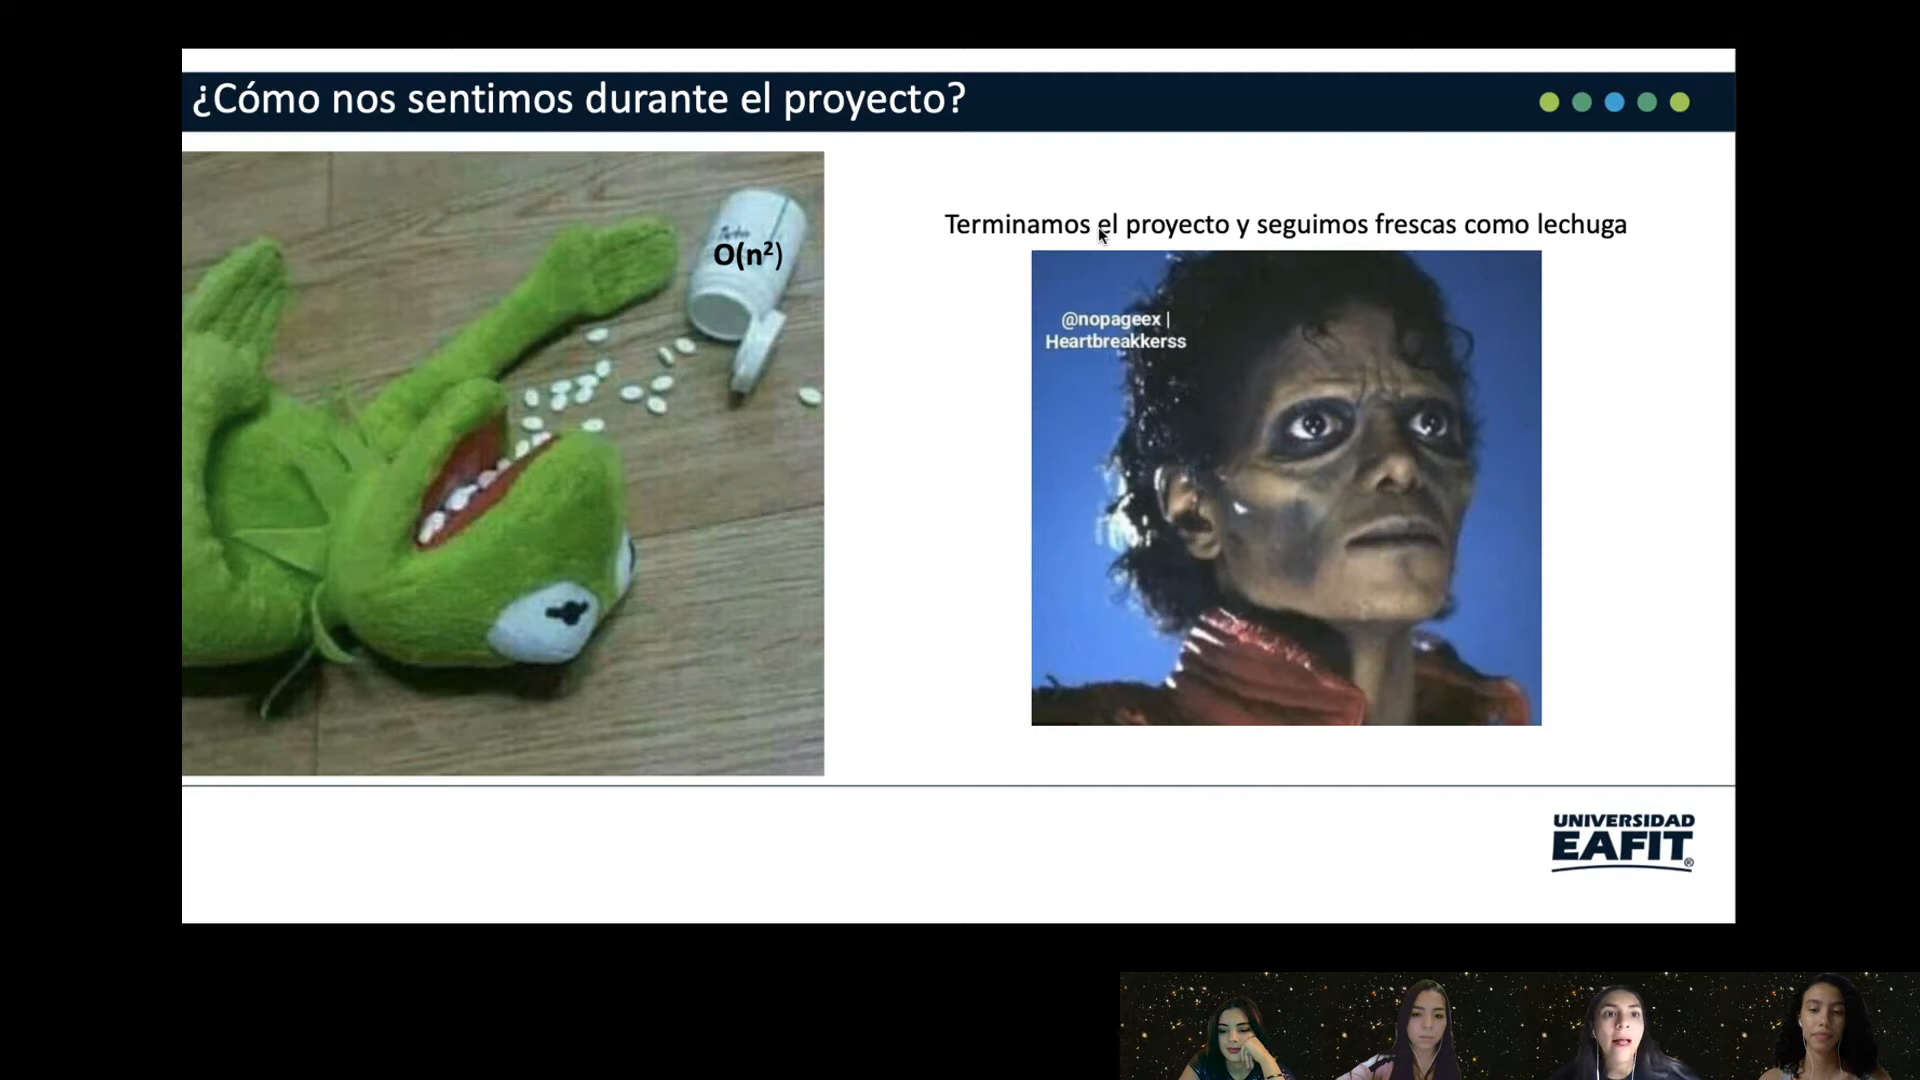 ¿Cómo nos sentimos durante el proyecto?
O(n²)
Terminamos el proyecto y seguimos frescas como lechuga
@nopageex |
Heartbreakkerss
UNIVERSIDAD
EAFIT®